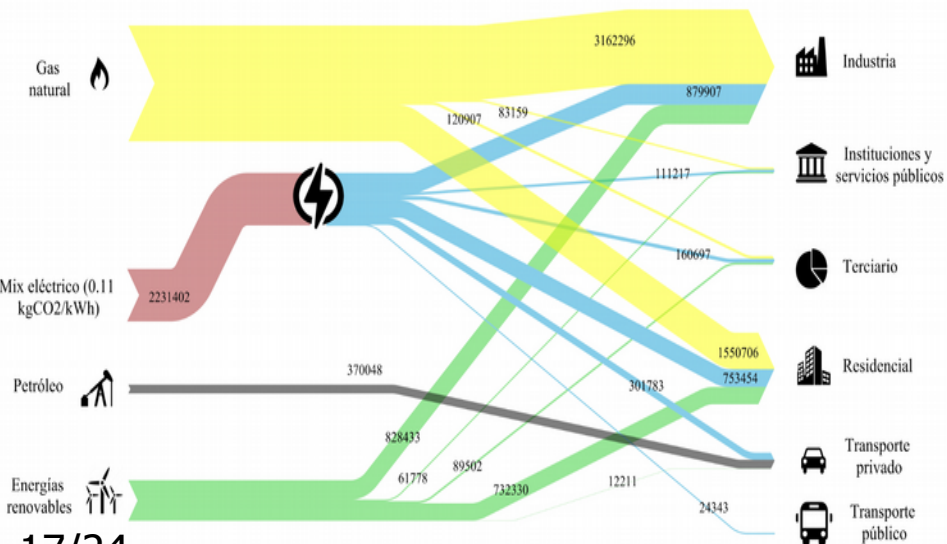 Gas
natural
Mix eléctrico (0.11
kgCO2/kWh)
2231402
Petróleo
Energías
renovables
3162296
879907
120907
83159
111217
160697
1550706
753454
370048
301783
828433
61778
89502
732330
12211
24343
Industria
Instituciones y
servicios públicos
Terciario
Residencial
Transporte
privado
Transporte
público
17/24